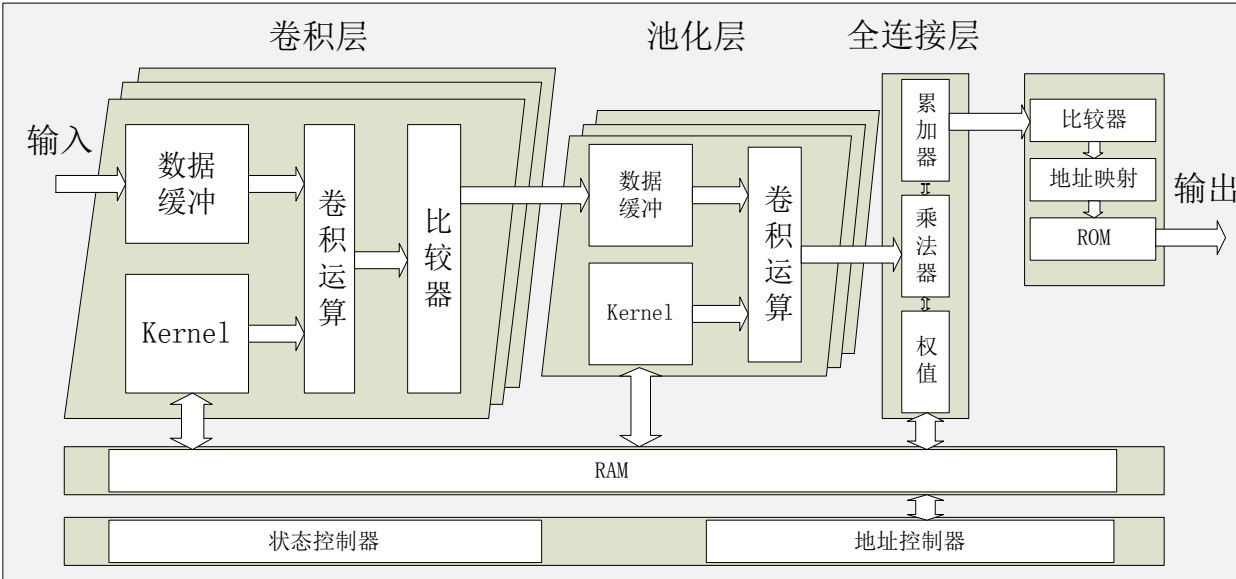 卷积层
池化层
全连接层
输入
数据
缓冲
Kernel
卷积运算
比较器
数据
缓冲
Kernel
卷积运算
累加器
乘法器
权值
比较器
地址映射
ROM
输出
RAM
状态控制器
地址控制器